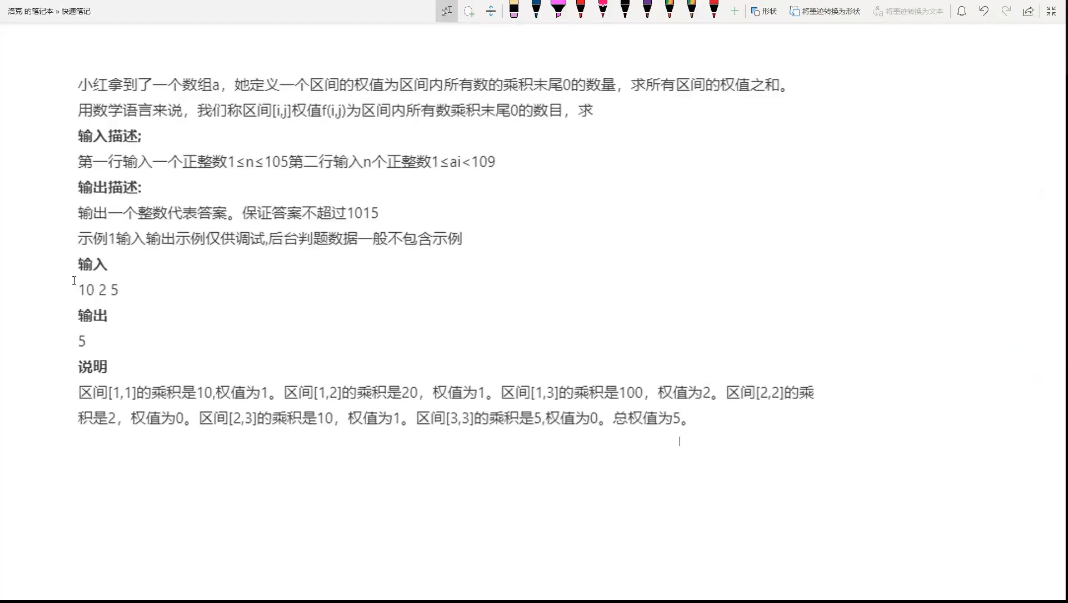 洛克 的笔记本 » 快速笔记
形状
将墨迹转换为形状
将墨迹转换为文本
小红拿到了一个数组a，她定义一个区间的权值为区间内所有数的乘积末尾0的数量，求所有区间的权值之和。
用数学语言来说，我们称区间[i,j]权值f(i,j)为区间内所有数乘积末尾0的数目，求
输入描述;
第一行输入一个正整数1≤n≤105第二行输入n个正整数1≤ai<109
输出描述:
输出一个整数代表答案。保证答案不超过1015
示例1输入输出示例仅供调试,后台判题数据一般不包含示例
输入
10 2 5
输出
5
说明
区间[1,1]的乘积是10,权值为1。区间[1,2]的乘积是20，权值为1。区间[1,3]的乘积是100，权值为2。区间[2,2]的乘
积是2，权值为0。区间[2,3]的乘积是10，权值为1。区间[3,3]的乘积是5,权值为0。总权值为5。